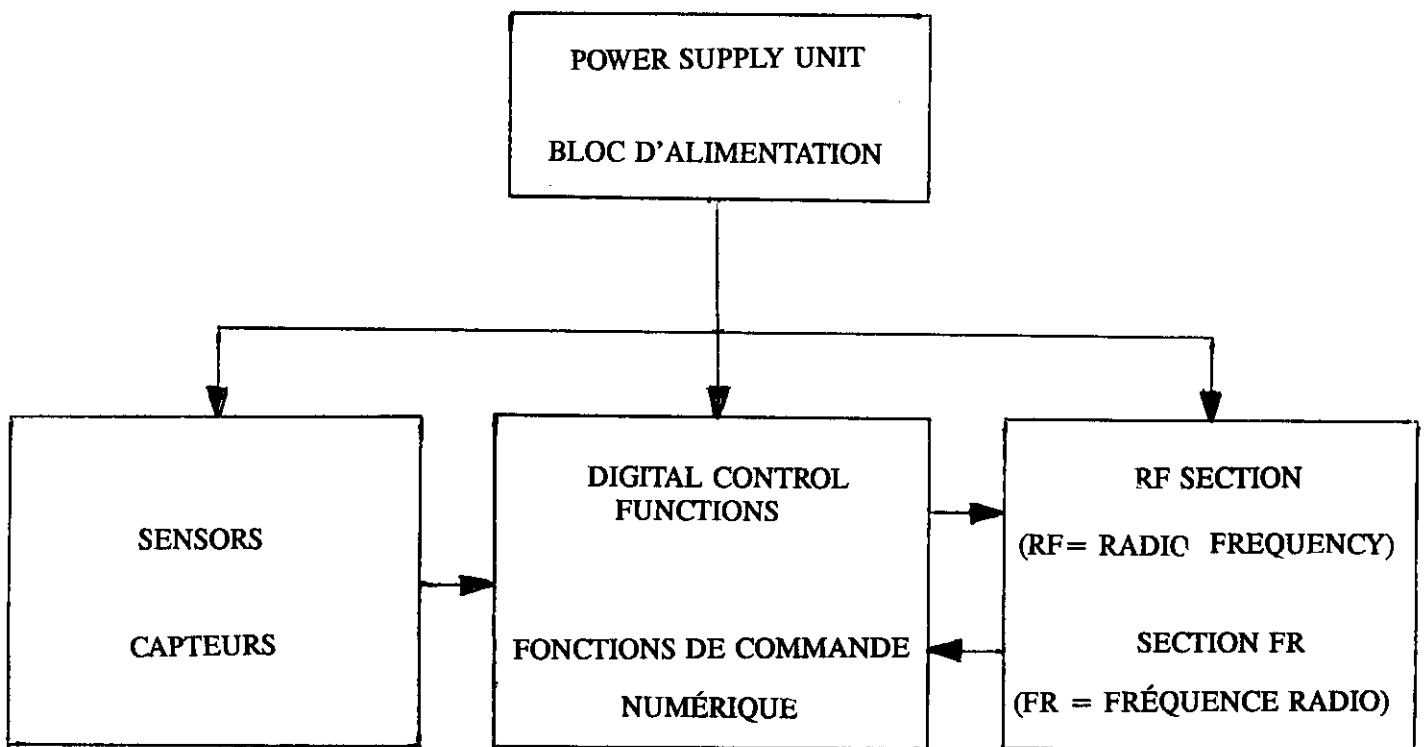 POWER SUPPLY UNIT
BLOC D'ALIMENTATION
SENSORS
CAPTEURS
DIGITAL CONTROL
FUNCTIONS
FONCTIONS DE COMMANDE
NUMÉRIQUE
RF SECTION
(RF= RADIO FREQUENCY)
SECTION FR
(FR = FRÉQUENCE RADIO)